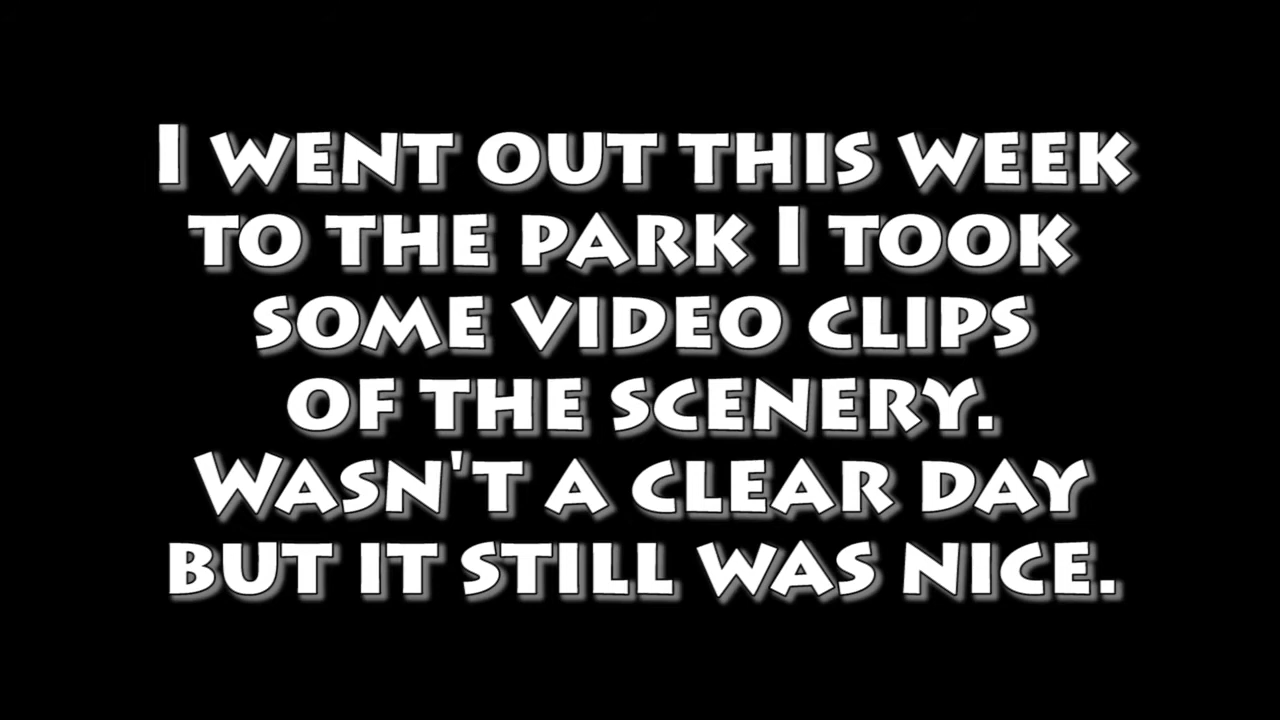 I WENT OUT THIS WEEK
TO THE PARK I TOOK
SOME VIDEO CLIPS
OF THE SCENERY.
WASN'T A CLEAR DAY
BUT IT STILL WAS NICE.